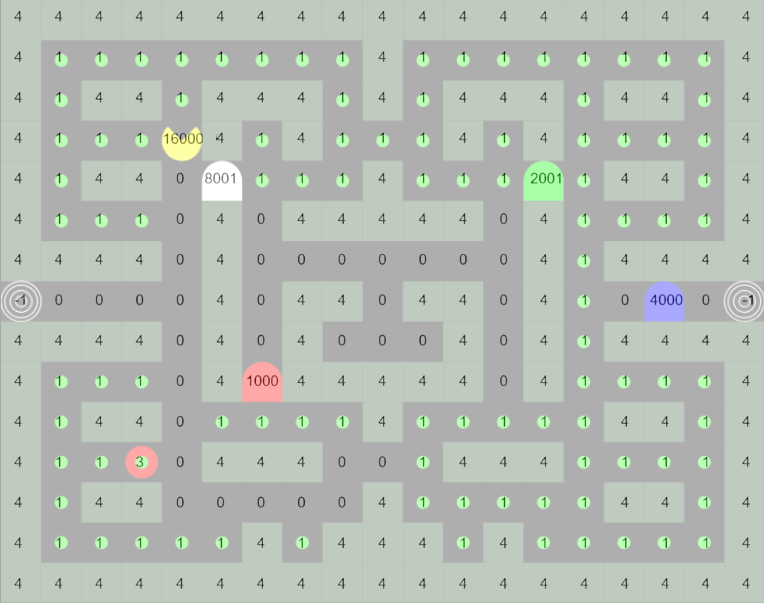 4 4 4 4 4 4 4 4 4 4 4 4 4 4 4 4 4 4 4
4 1 1 1 1 1 1 1 1 4 1 1 1 1 1 1 1 1 4
4 1 4 4 1 4 4 4 1 4 1 4 4 4 1 4 4 1 4
4 1 1 1 16000 4 1 4 1 1 1 4 1 4 1 1 1 1 4
4 1 4 4 0 8001 1 1 1 4 1 1 1 2001 1 4 4 1 4
4 1 1 1 0 4 0 4 4 4 4 4 0 4 1 1 1 1 4
4 4 4 4 0 4 0 0 0 0 0 0 0 4 1 4 4 4 4
-1 0 0 0 0 4 0 4 4 0 4 4 0 4 1 0 4000 0 -1
4 4 4 4 0 4 0 4 0 0 0 4 0 4 1 4 4 4 4
4 1 1 1 0 4 1000 4 4 4 4 4 0 4 1 1 1 1 4
4 1 4 4 0 1 1 1 1 4 1 1 1 1 1 4 4 1 4
4 1 1 3 0 4 4 4 0 0 1 4 4 4 1 1 1 1 4
4 1 4 4 0 0 0 0 0 4 1 1 1 1 1 4 4 1 4
4 1 1 1 1 1 4 1 4 4 4 1 4 1 1 1 1 1 4
4 4 4 4 4 4 4 4 4 4 4 4 4 4 4 4 4 4 4